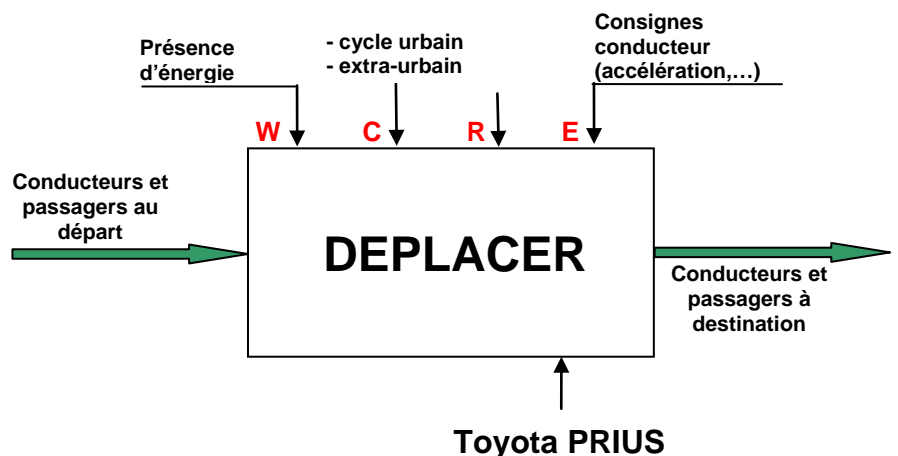 Présence
d'énergie
- cycle urbain
- extra-urbain
Consignes
conducteur
(accélération,...)
W
C
R
E
Conducteurs et
passagers au
départ
DEPLACER
Conducteurs et
passagers à
destination
Toyota PRIUS